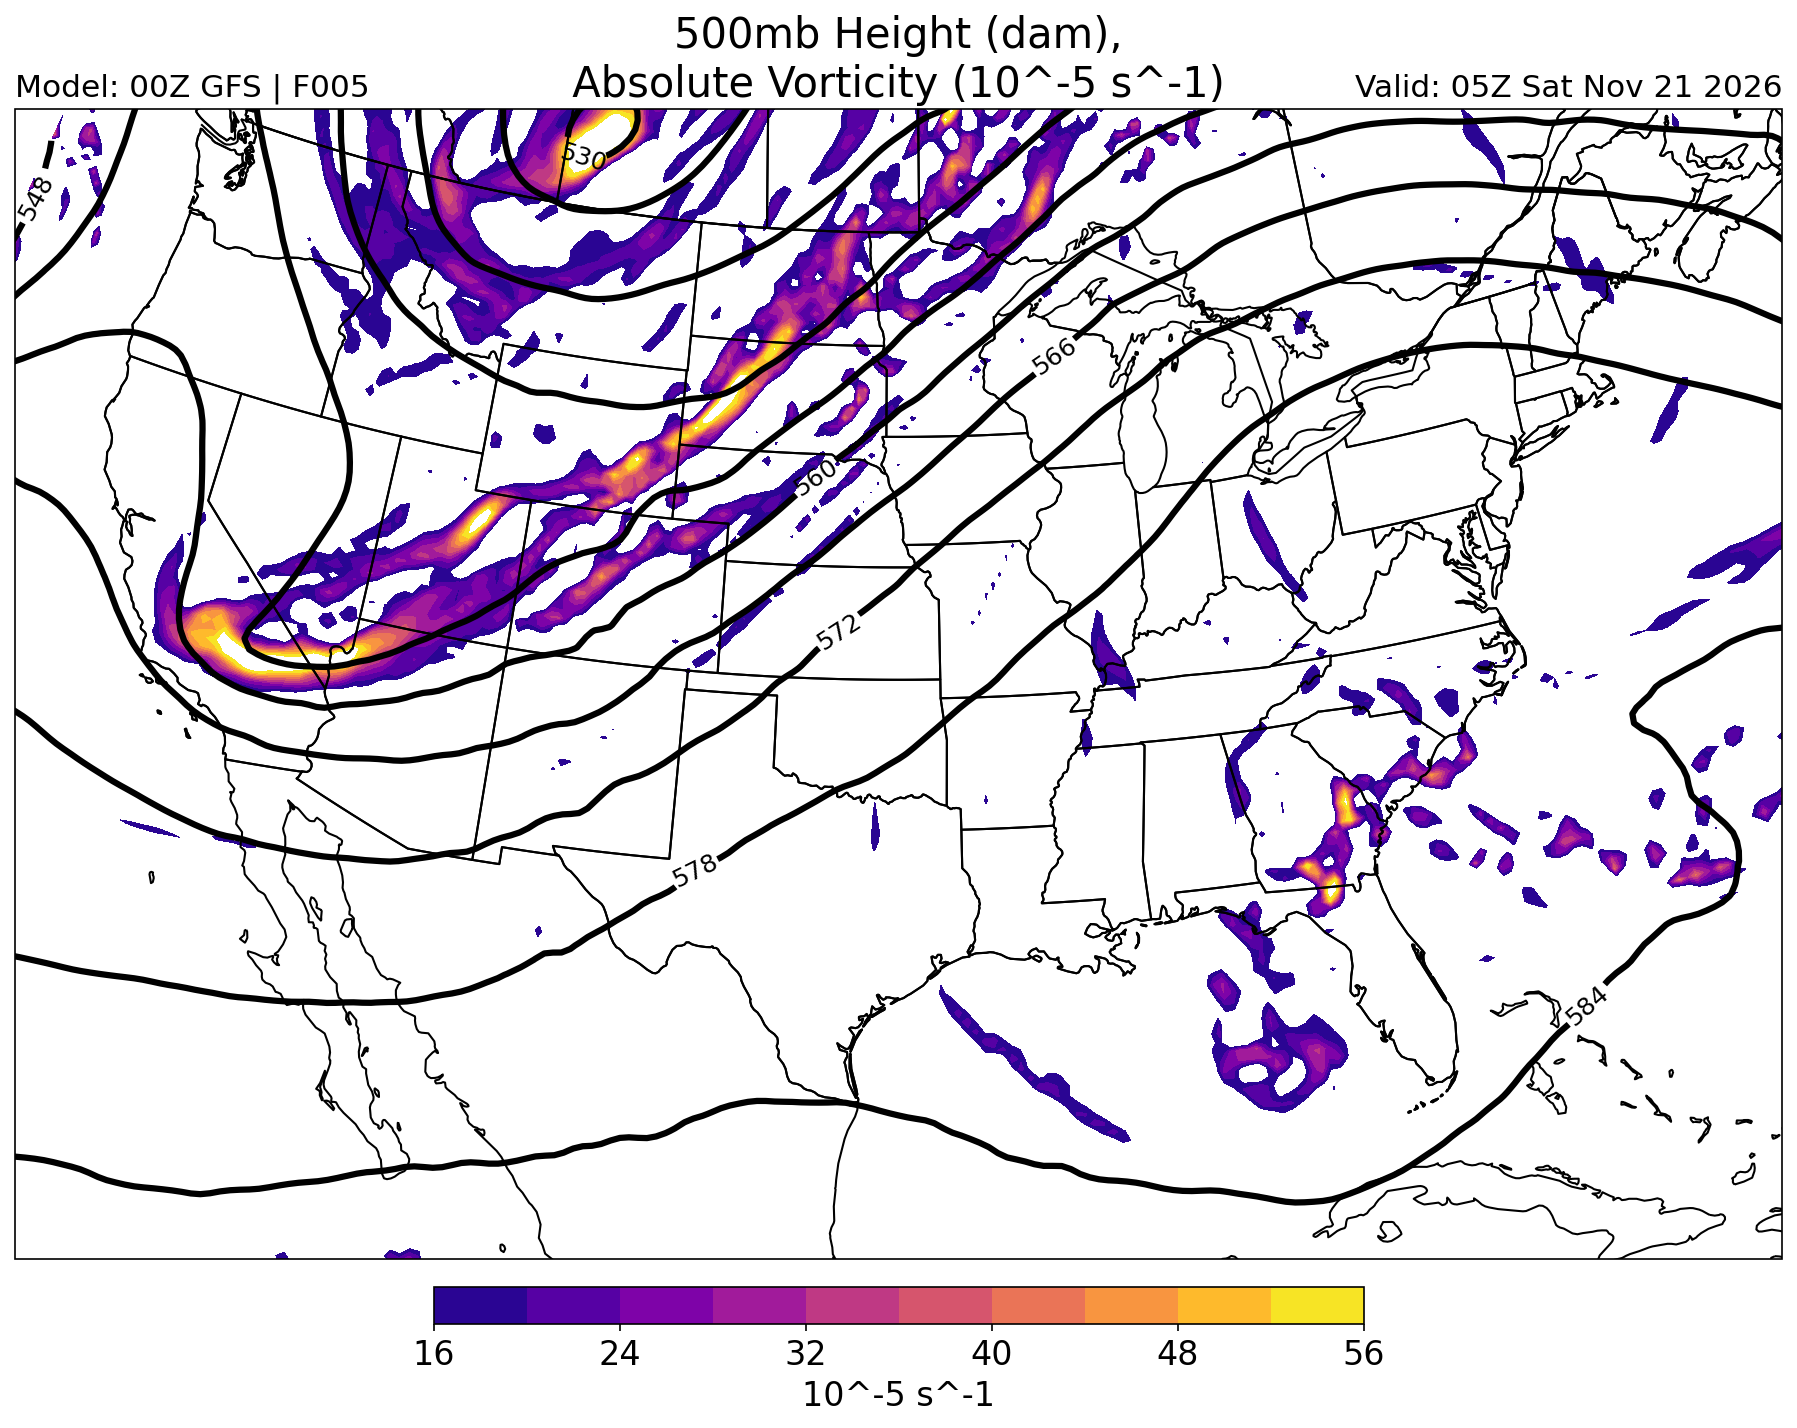 500mb Height (dam),
Model: 00Z GFS | F005
Absolute Vorticity (10^-5 s^-1)
Valid: 05Z Sat Nov 21 2026
530
548
566
560
572
578
584
16 24 32 40 48 56
10^-5 s^-1